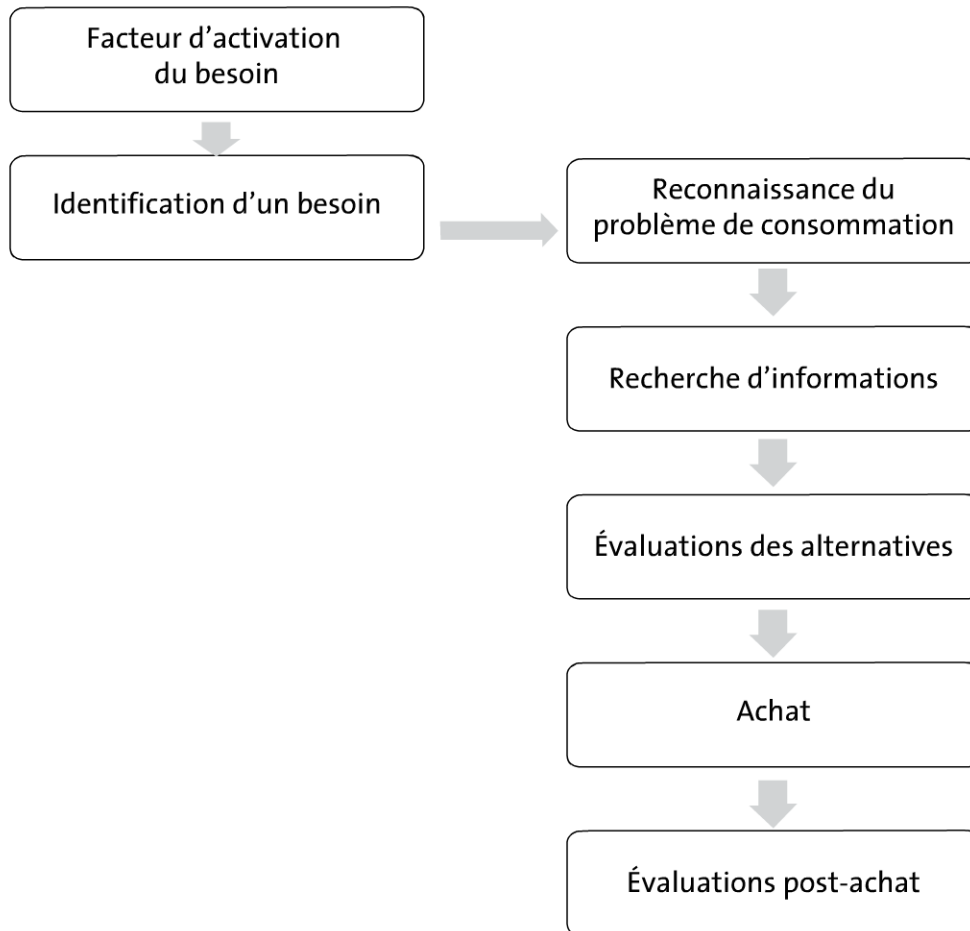 Facteur d’activation
du besoin
Identification d’un besoin
Reconnaissance du
problème de consommation
Recherche d’informations
Évaluations des alternatives
Achat
Évaluations post-achat